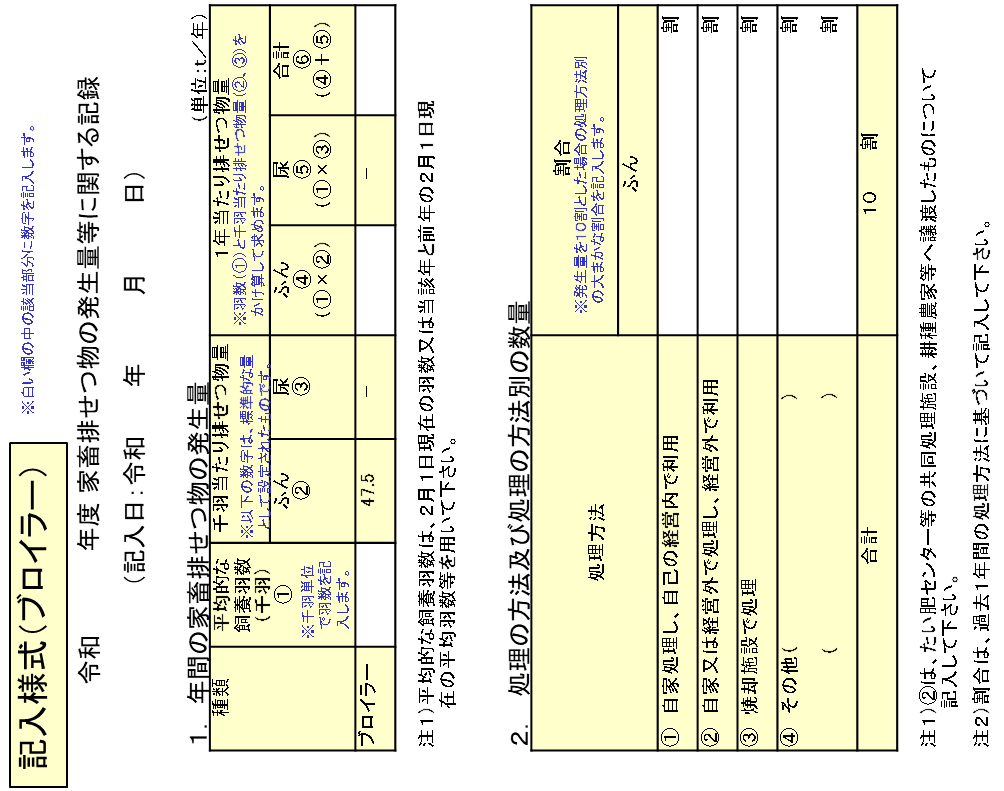 記入様式(ブロイラー)
※白い欄の中の該当部分に数字を記入します。
令和　　年度 家畜排せつ物の発生量等に関する記録
(記入日:令和　　年　　月　　日)
1. 年間の家畜排せつ物の発生量
(単位:t/年)
種類
平均的な
飼養羽数
(千羽)
①
※千羽単位
で羽数を記
入します。
千羽当たり排せつ物量
※以下の数字は、標準的な量
として設定されたものです。
ふん
②
尿
③
1年当たり排せつ物量
※羽数(①)と千羽当たり排せつ物量(②、③)を
かけ算して求めます。
ふん
④
(①×②)
尿
⑤
(①×③)
合計
⑥
(④+⑤)
ブロイラー
47.5
－
－
注1)平均的な飼養羽数は、2月1日現在の羽数又は当該年と前年の2月1日現
在の平均羽数等を用いて下さい。
2. 処理の方法及び処理の方法別の数量
処理方法
割合
※発生量を10割とした場合の処理方法別
の大まかな割合を記入します。
ふん
① 自家処理し、自己の経営内で利用 割
② 自家又は経営外で処理し、経営外で利用 割
③ 焼却施設で処理 割
④ その他( ) 割
( ) 割
合計 10 割
注1)②は、たい肥センター等の共同処理施設、耕種農家等へ譲渡したものについて
記入して下さい。
注2)割合は、過去1年間の処理方法に基づいて記入して下さい。